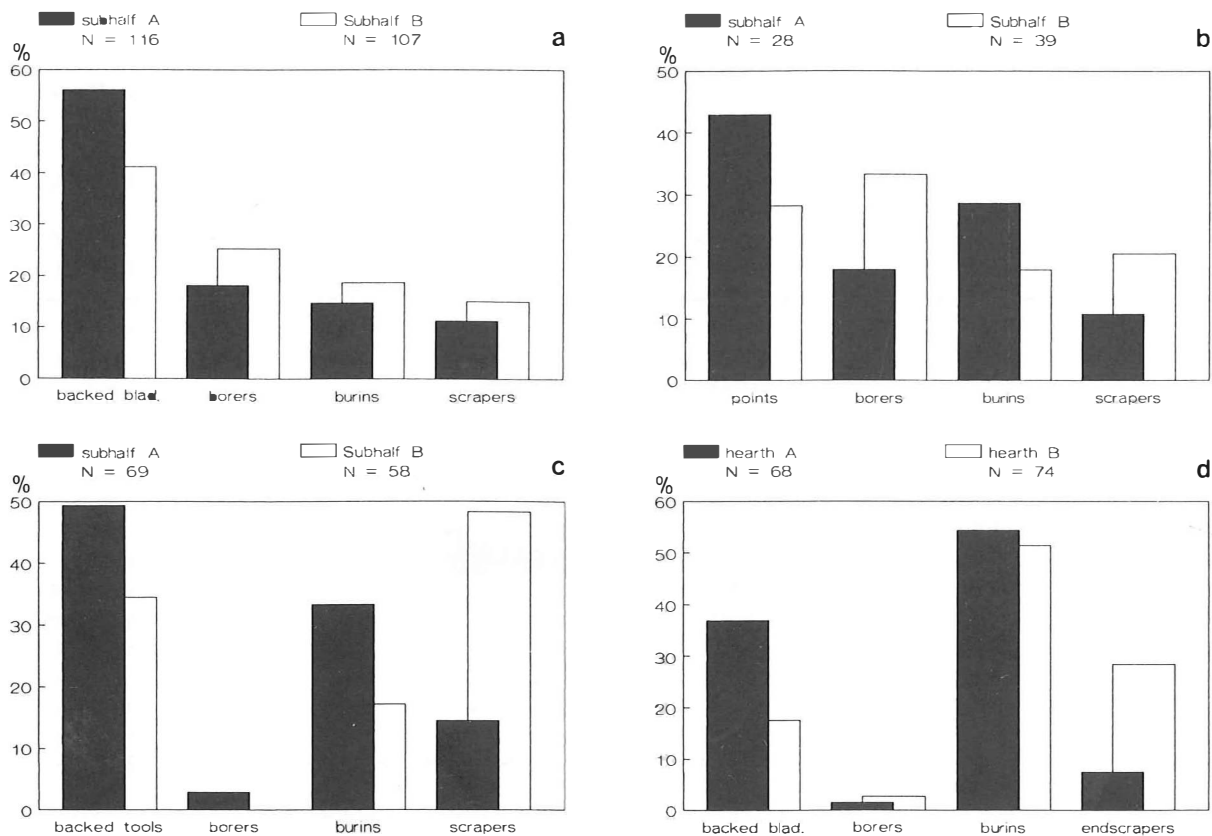 subhalf A Subhalf B
N = 116 N = 107
a
%
60
50
40
30
20
10
0
backed blad. borers burins scrapers
subhalf A Subhalf B
N = 28 N = 39
b
%
50
40
30
20
10
0
points borers burins scrapers
subhalf A Subhalf B
N = 69 N = 58
c
%
50
40
30
20
10
0
backed tools borers burins scrapers
hearth A hearth B
N = 68 N = 74
d
%
60
50
40
30
20
10
0
backed blad. borers burins endscrapers